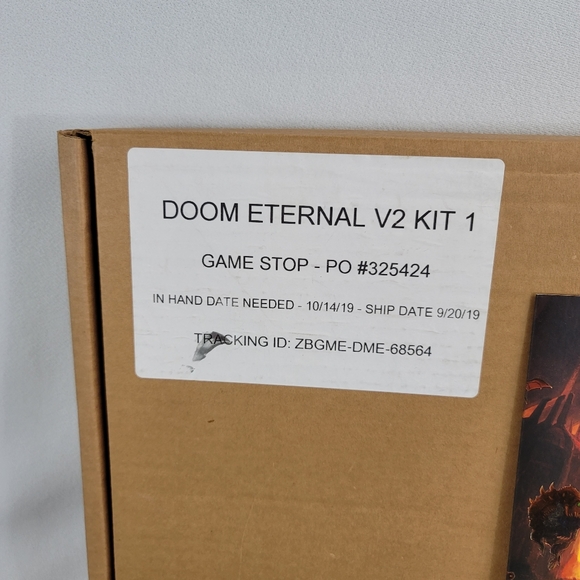 DOOM ETERNAL V2 KIT 1
GAME STOP - PO #325424
IN HAND DATE NEEDED - 10/14/19 - SHIP DATE 9/20/19
TRACKING ID: ZBGME-DME-68564